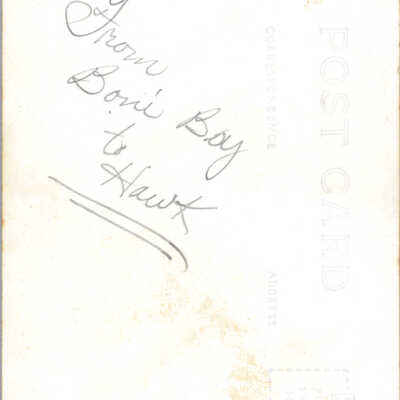 From
Boni Boy
to
Hawk
POST CARD
CORRESPONDENCE
ADDRESS